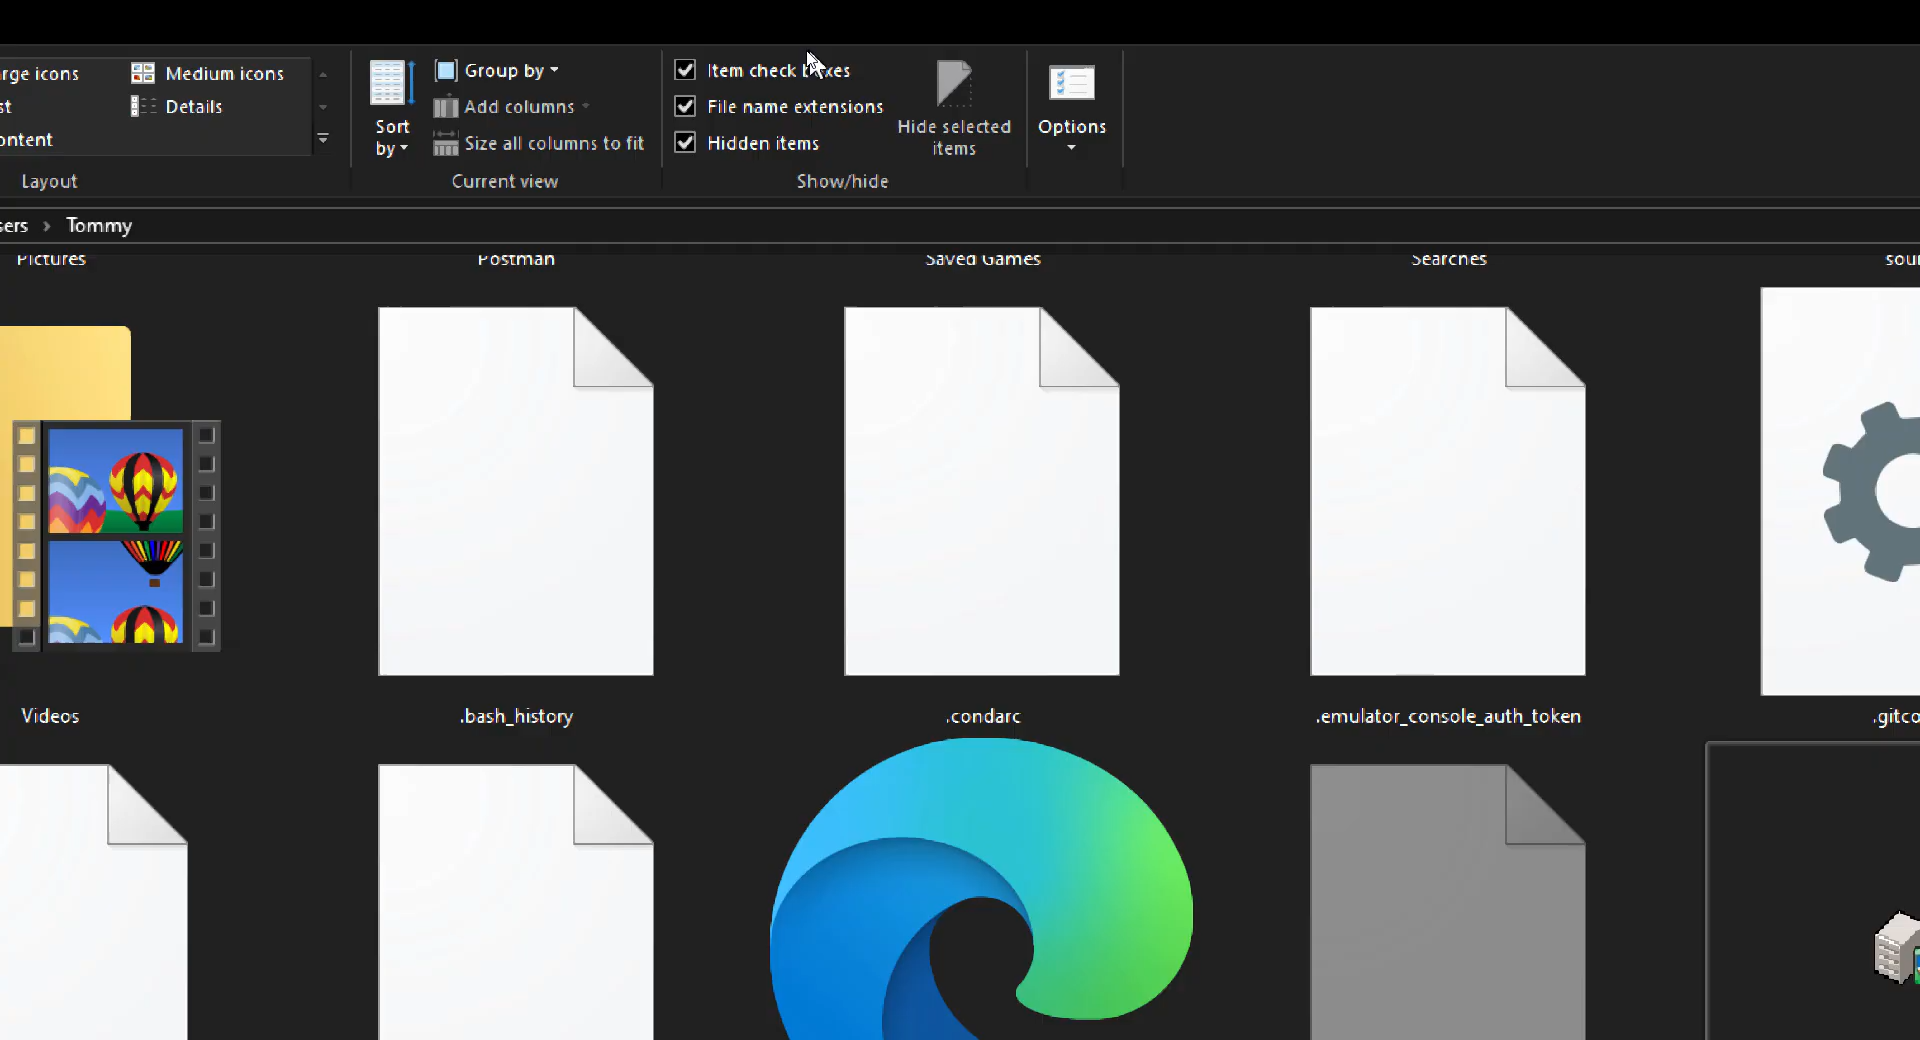 rge icons
Medium icons
st
Details
ontent
Sort by
Group by
Add columns
Size all columns to fit
Item check boxes
File name extensions
Hidden items
Hide selected
items
Options
Layout
Current view
Show/hide
sers > Tommy
Pictures
Postman
Saved Games
Searches
sour
Videos
.bash_history
.condarc
.emulator_console_auth_token
.gitco